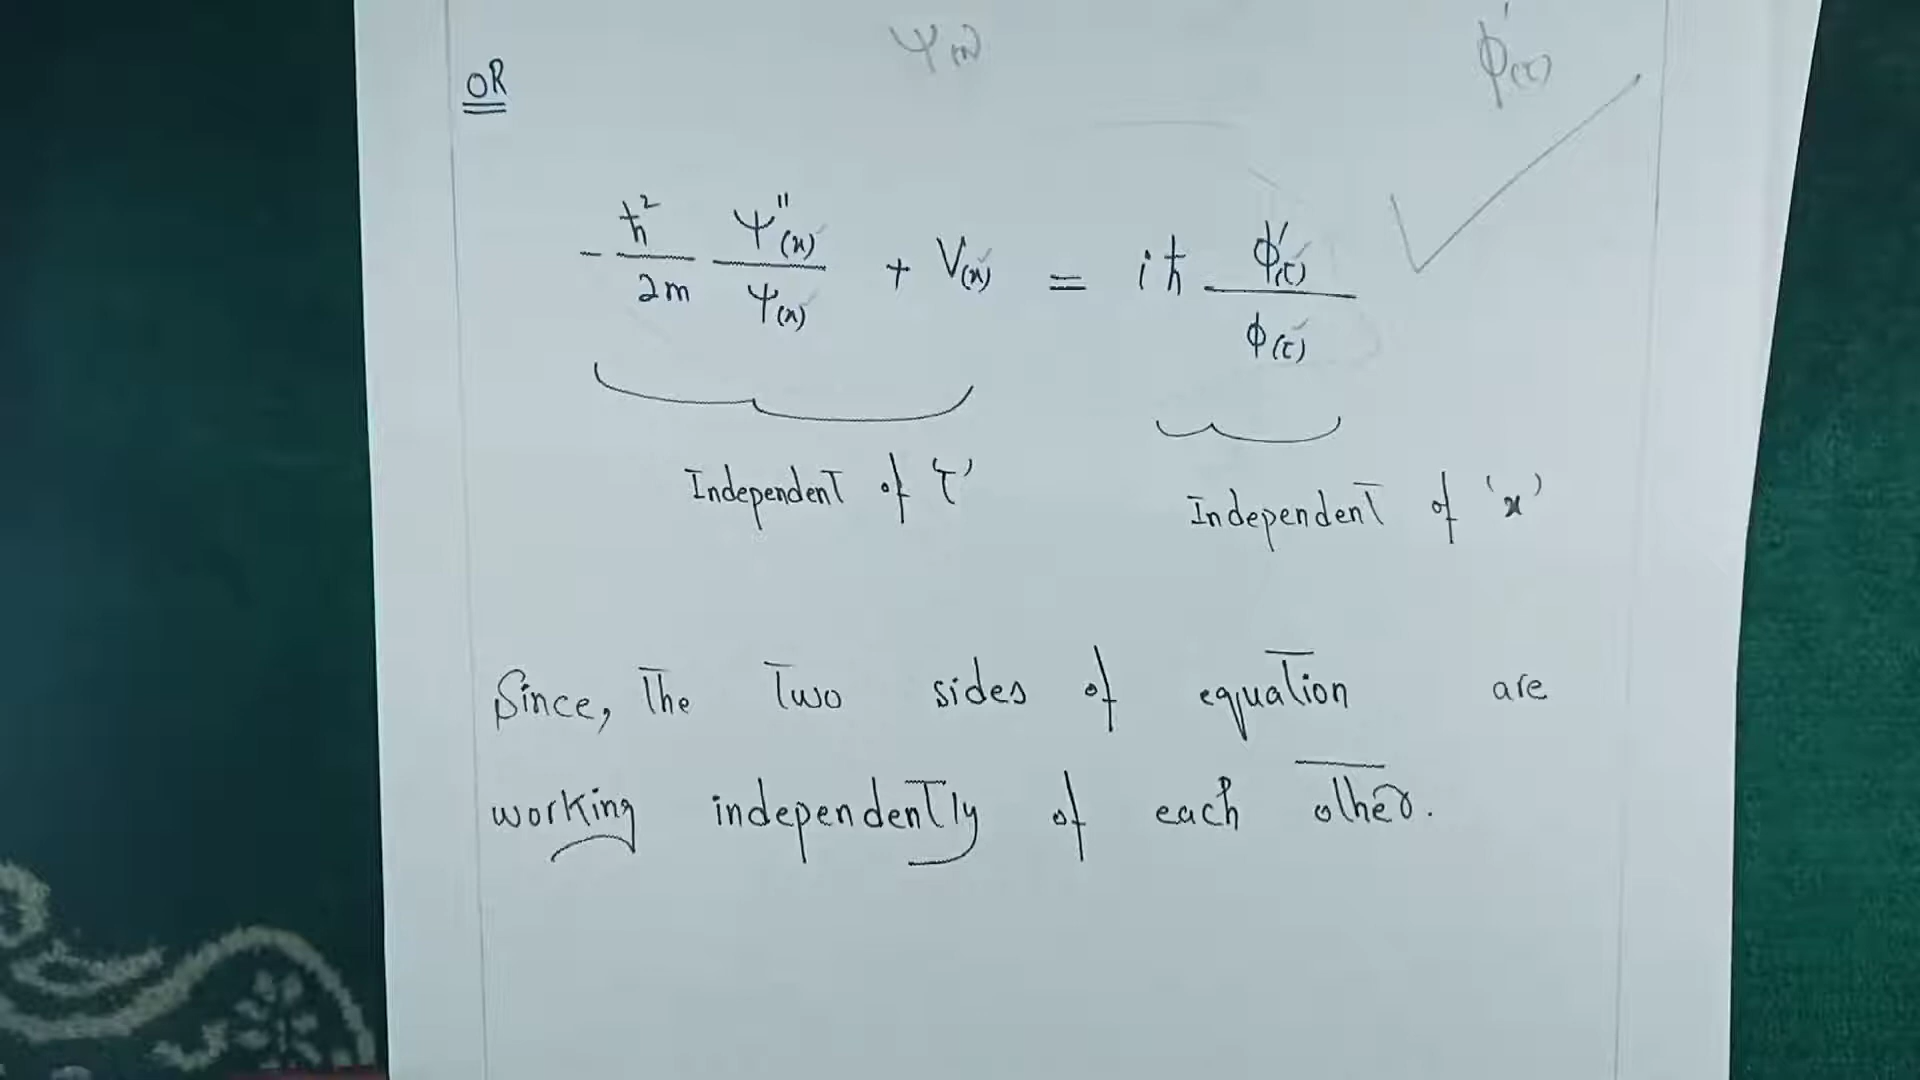 ψ(x) φ′(t)
OR
-ħ²/2m ψ″(x)/ψ(x) + V(x) = iħ φ′(t)/φ(t)
Independent of 't' Independent of 'x'
Since, The Two sides of equation are
working independently of each other.